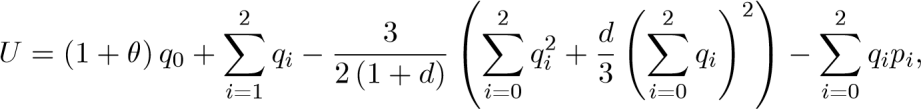 U = (1 + θ) q_0 + \sum_{i=1}^{2} q_i − \frac{3}{2 (1 + d)} \left( \sum_{i=0}^{2} q_i^2 + \frac{d}{3} \left( \sum_{i=0}^{2} q_i \right)^2 \right) − \sum_{i=0}^{2} q_i p_i,